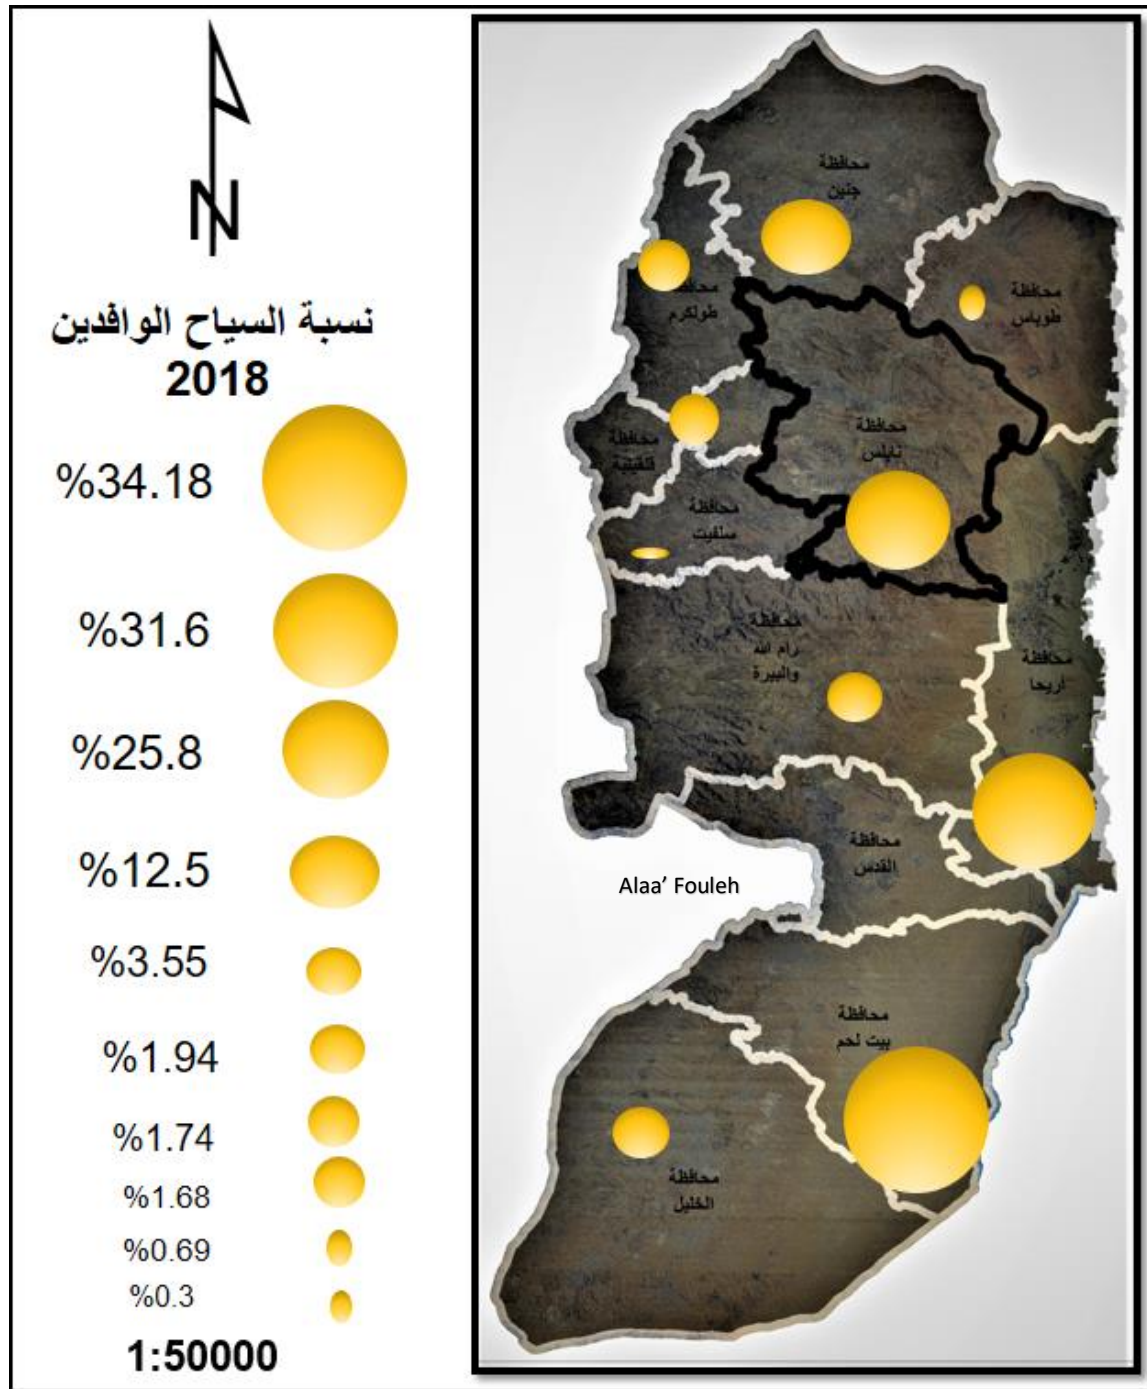 N
نسبة السياح الوافدين
2018
%34.18
%31.6
%25.8
%12.5
%3.55
%1.94
%1.74
%1.68
%0.69
%0.3
1:50000
محافظة
جنين
محافظة
طولكرم
محافظة
طوباس
محافظة
نابلس
محافظة
قلقيلية
محافظة
سلفيت
محافظة
رام الله
والبيرة
محافظة
اريحا
محافظة
القدس
Alaa’ Fouleh
محافظة
بيت لحم
محافظة
الخليل